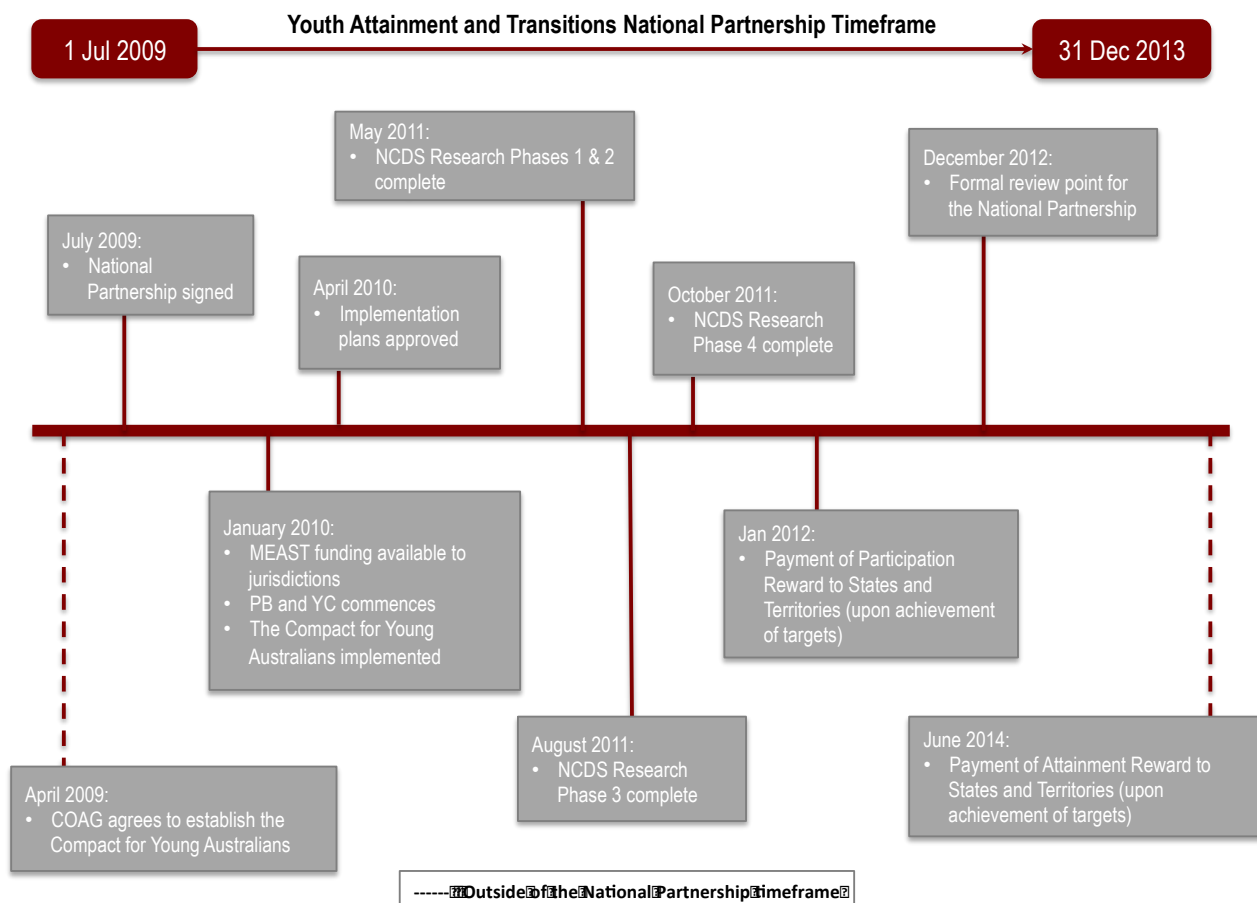 Youth Attainment and Transitions National Partnership Timeframe
1 Jul 2009
31 Dec 2013
May 2011:
• NCDS Research Phases 1 & 2
complete
December 2012:
• Formal review point for
the National Partnership
July 2009:
• National
Partnership signed
April 2010:
• Implementation
plans approved
October 2011:
• NCDS Research
Phase 4 complete
January 2010:
• MEAST funding available to
jurisdictions
• PB and YC commences
• The Compact for Young
Australians implemented
Jan 2012:
• Payment of Participation
Reward to States and
Territories (upon achievement
of targets)
August 2011:
• NCDS Research
Phase 3 complete
June 2014:
• Payment of Attainment Reward to
States and Territories (upon
achievement of targets)
April 2009:
• COAG agrees to establish the
Compact for Young Australians
------ Outside of the National Partnership timeframe